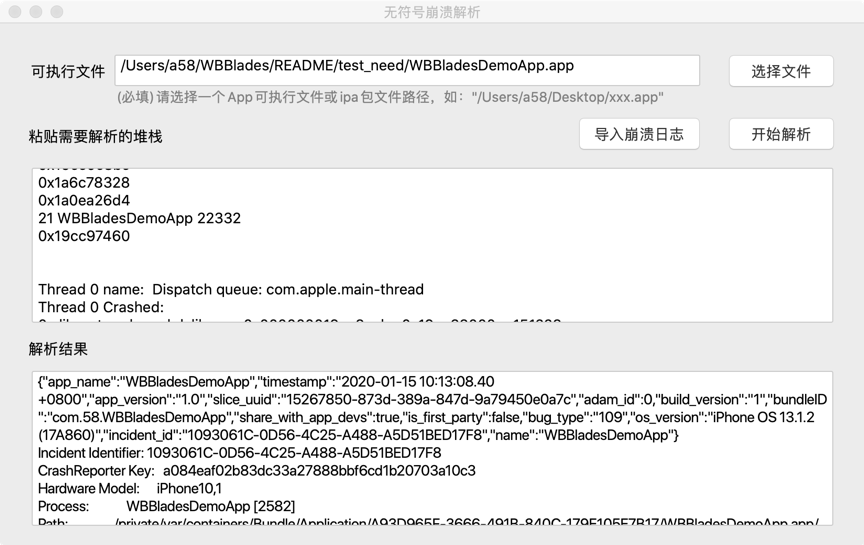 无符号崩溃解析
可执行文件
/Users/a58/WBBlades/README/test_need/WBBladesDemoApp.app
选择文件
(必填) 请选择一个 App 可执行文件或 ipa 包文件路径，如："/Users/a58/Desktop/xxx.app"
粘贴需要解析的堆栈
导入崩溃日志
开始解析
0x1a6c78328
0x1a0ea26d4
21 WBBladesDemoApp 22332
0x19cc97460
Thread 0 name:  Dispatch queue: com.apple.main-thread
Thread 0 Crashed:
解析结果
{"app_name":"WBBladesDemoApp","timestamp":"2020-01-15 10:13:08.40
+0800","app_version":"1.0","slice_uuid":"15267850-873d-389a-847d-9a79450e0a7c","adam_id":0,"build_version":"1","bundleID
":"com.58.WBBladesDemoApp","share_with_app_devs":true,"is_first_party":false,"bug_type":"109","os_version":"iPhone OS 13.1.2
(17A860)","incident_id":"1093061C-0D56-4C25-A488-A5D51BED17F8","name":"WBBladesDemoApp"}
Incident Identifier: 1093061C-0D56-4C25-A488-A5D51BED17F8
CrashReporter Key:   a084eaf02b83dc33a27888bbf6cd1b20703a10c3
Hardware Model:      iPhone10,1
Process:             WBBladesDemoApp [2582]
Path:                /private/var/containers/Bundle/Application/A93D965E-3666-491B-840C-179F105E7B17/WBBladesDemoApp.app/